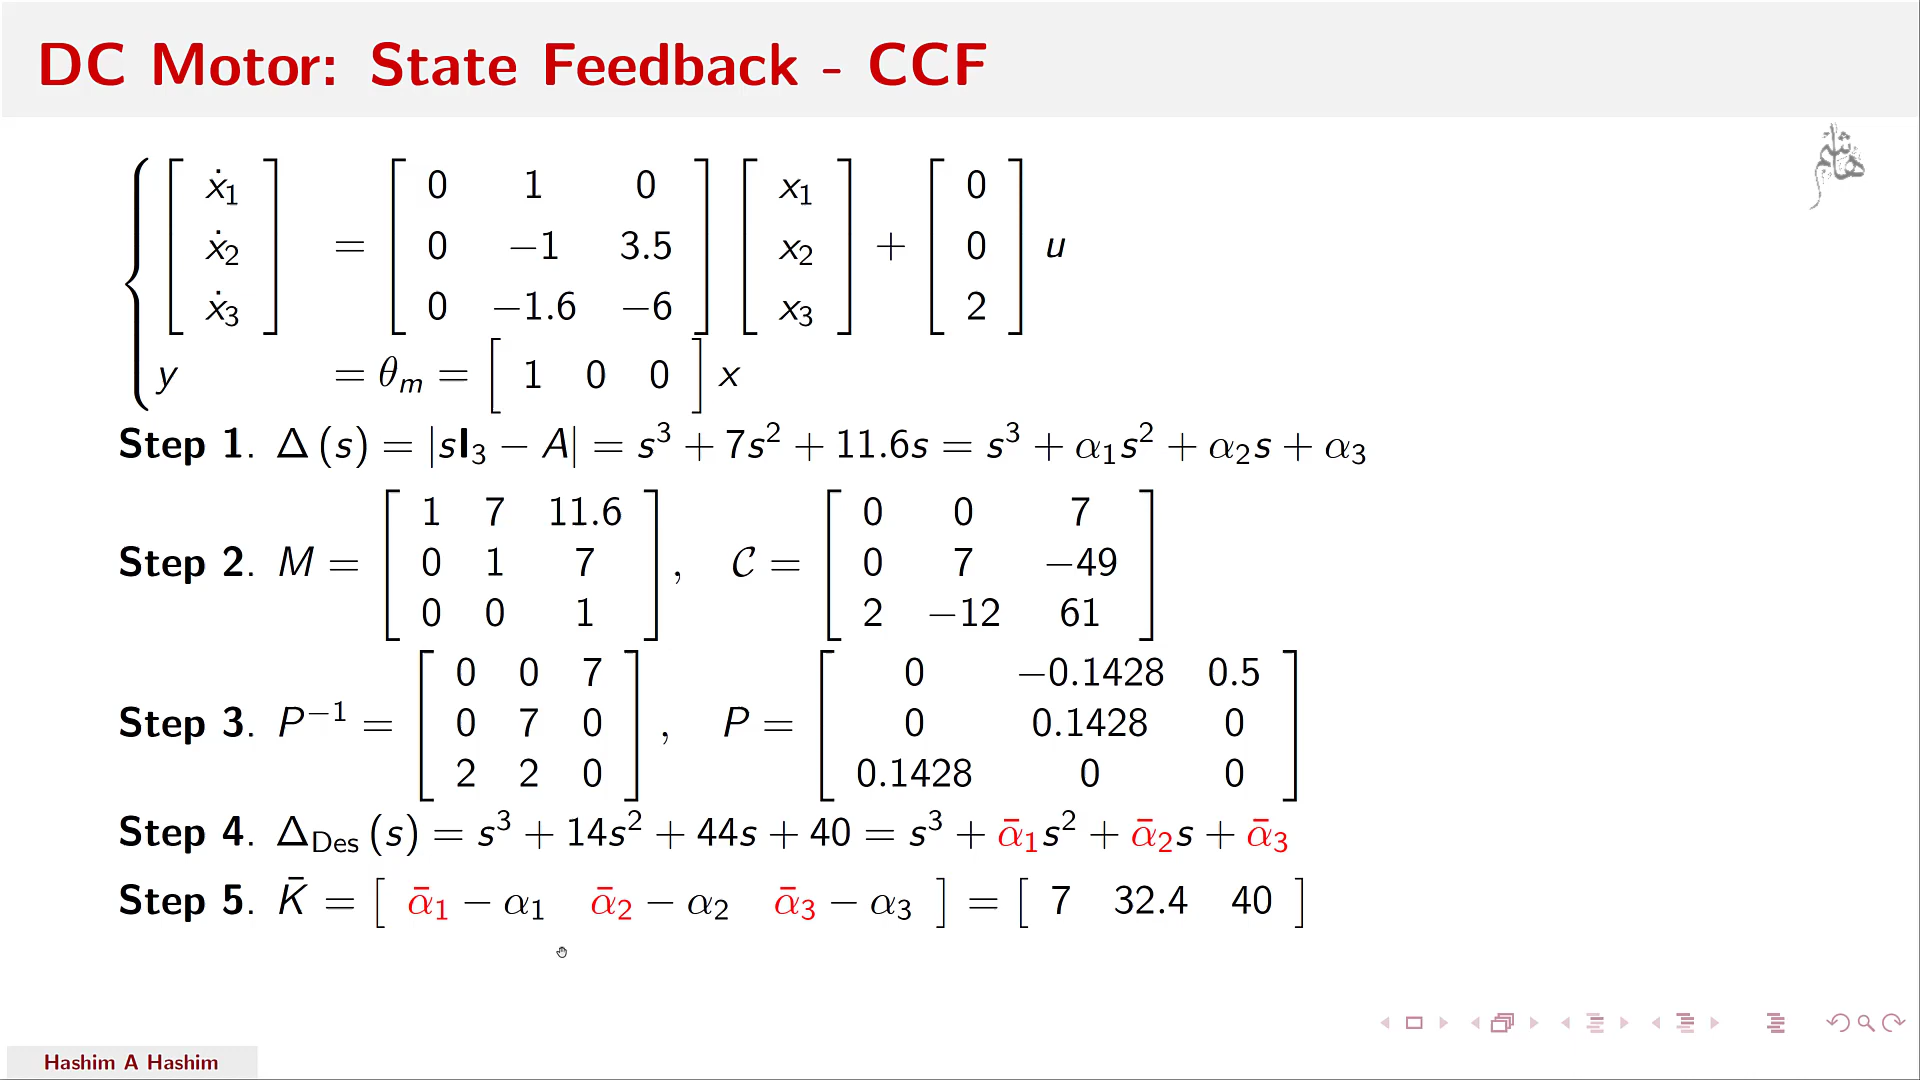 DC Motor: State Feedback - CCF
⎧ [ẋ₁; ẋ₂; ẋ₃] = [0 1 0; 0 −1 3.5; 0 −1.6 −6] [x₁; x₂; x₃] + [0; 0; 2] u
y = θₘ = [1 0 0] x
Step 1. Δ (s) = |sI₃ − A| = s³ + 7s² + 11.6s = s³ + α₁s² + α₂s + α₃
Step 2. M = [1 7 11.6; 0 1 7; 0 0 1], 𝒞 = [0 0 7; 0 7 −49; 2 −12 61]
Step 3. P⁻¹ = [0 0 7; 0 7 0; 2 2 0], P = [0 −0.1428 0.5; 0 0.1428 0; 0.1428 0 0]
Step 4. Δ_Des (s) = s³ + 14s² + 44s + 40 = s³ + ᾱ₁s² + ᾱ₂s + ᾱ₃
Step 5. K̄ = [ ᾱ₁ − α₁ ᾱ₂ − α₂ ᾱ₃ − α₃ ] = [ 7 32.4 40 ]
Hashim A Hashim
هاشم